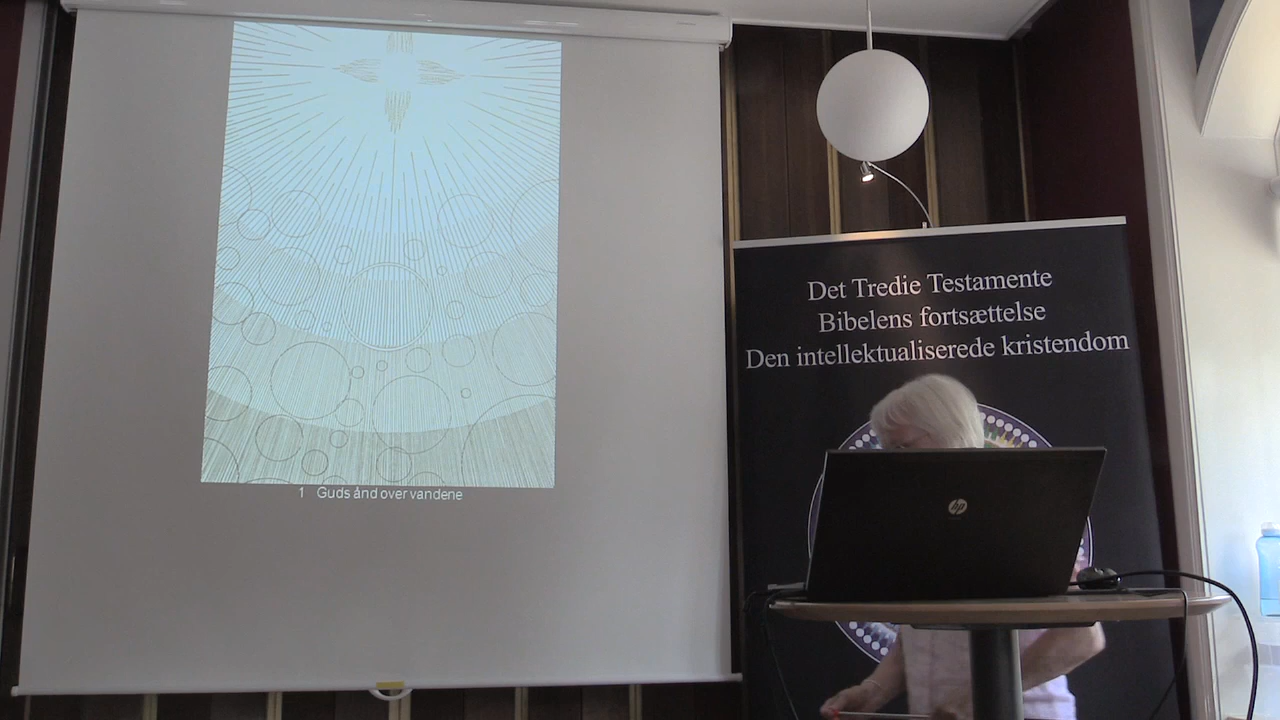 1 Guds ånd over vandene
Det Tredie Testamente
Bibelens fortsættelse
Den intellektualiserede kristendom
hp